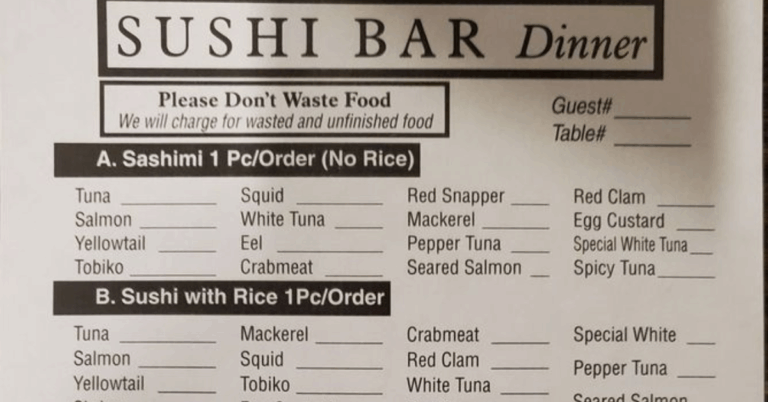 SUSHI BAR Dinner
Please Don't Waste Food
We will charge for wasted and unfinished food
Guest#
Table#
A. Sashimi 1 Pc/Order (No Rice)
Tuna Squid Red Snapper Red Clam
Salmon White Tuna Mackerel Egg Custard
Yellowtail Eel Pepper Tuna Special White Tuna
Tobiko Crabmeat Seared Salmon Spicy Tuna
B. Sushi with Rice 1Pc/Order
Tuna Mackerel Crabmeat Special White
Salmon Squid Red Clam Pepper Tuna
Yellowtail Tobiko White Tuna
Seared Salmon